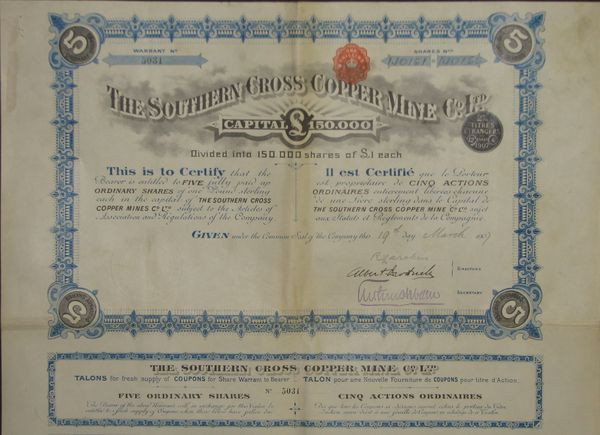 5
5
WARRANT Nº
SHARES Nºs
5031
THE SOUTHERN CROSS COPPER MINE Cº LTD
CAPITAL £ 150.000
Divided into 150.000 shares of £.1 each
TITRES ETRANGERS
1907
This is to Certify that the
Bearer is entitled to FIVE fully paid up
ORDINARY SHARES of one Pound sterling
each in the capital of THE SOUTHERN CROSS
COPPER MINES Cº LTD subject to the Articles of
Association and Regulations of the Company
Il est Certifié que le Porteur
est propriétaire de CINQ ACTIONS
ORDINAIRES entièrement libérées d'une
de une Livre sterling dans le Capital de
THE SOUTHERN CROSS COPPER MINE Cº LTD sujet
aux Statuts et Règlements de la Compagnie.
GIVEN under the Common Seal of the Company this 19th day March 1907
DIRECTORS
SECRETARY
5
5
THE SOUTHERN CROSS COPPER MINE Cº LTD
TALONS for fresh supply of COUPONS for Share Warrant to Bearer
TALON pour une Nouvelle Fourniture de COUPONS pour titre d'Action.
Nº 5031
FIVE ORDINARY SHARES
CINQ ACTIONS ORDINAIRES